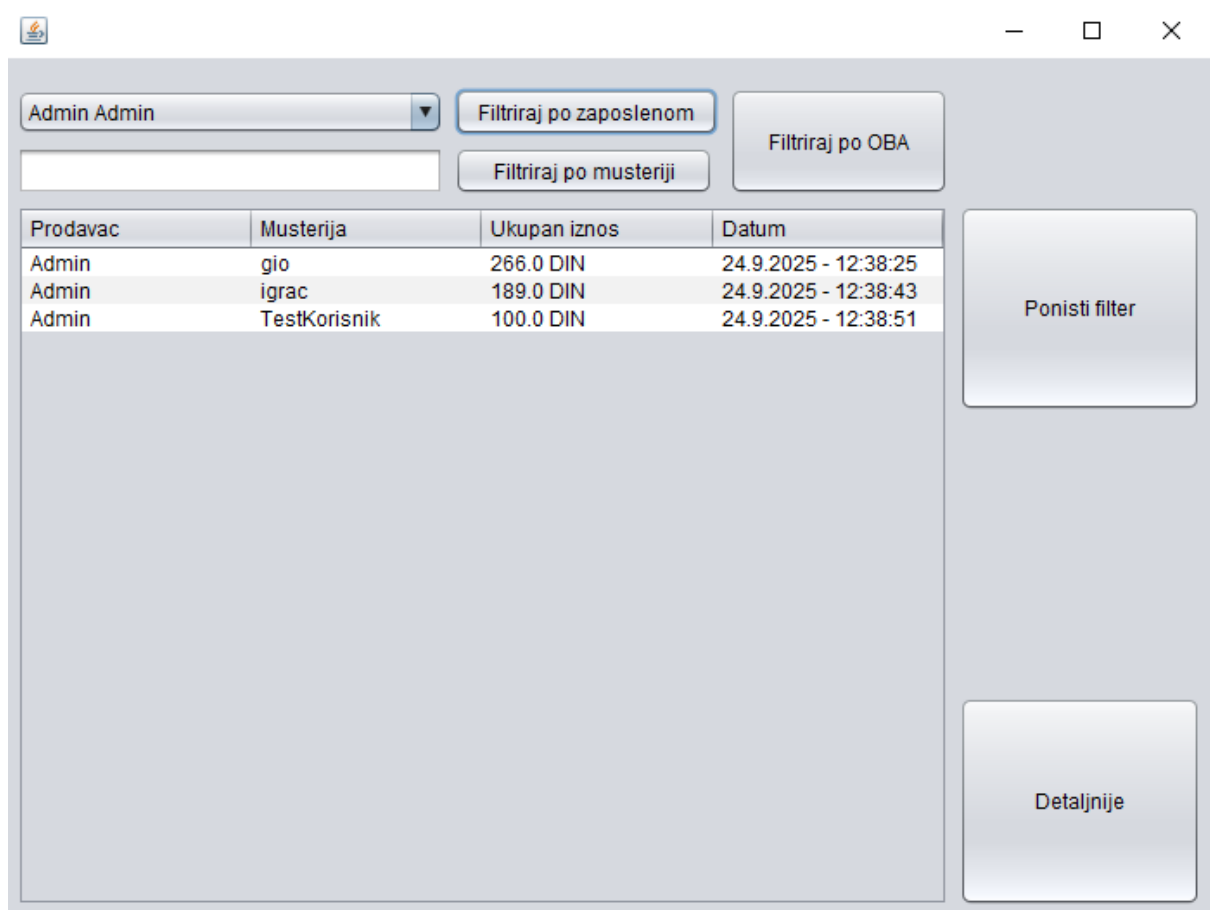 Admin Admin
Filtriraj po zaposlenom
Filtriraj po OBA
Filtriraj po musteriji
Prodavac Musterija Ukupan iznos Datum
Admin gio 266.0 DIN 24.9.2025 - 12:38:25
Admin igrac 189.0 DIN 24.9.2025 - 12:38:43
Admin TestKorisnik 100.0 DIN 24.9.2025 - 12:38:51
Ponisti filter
Detaljnije